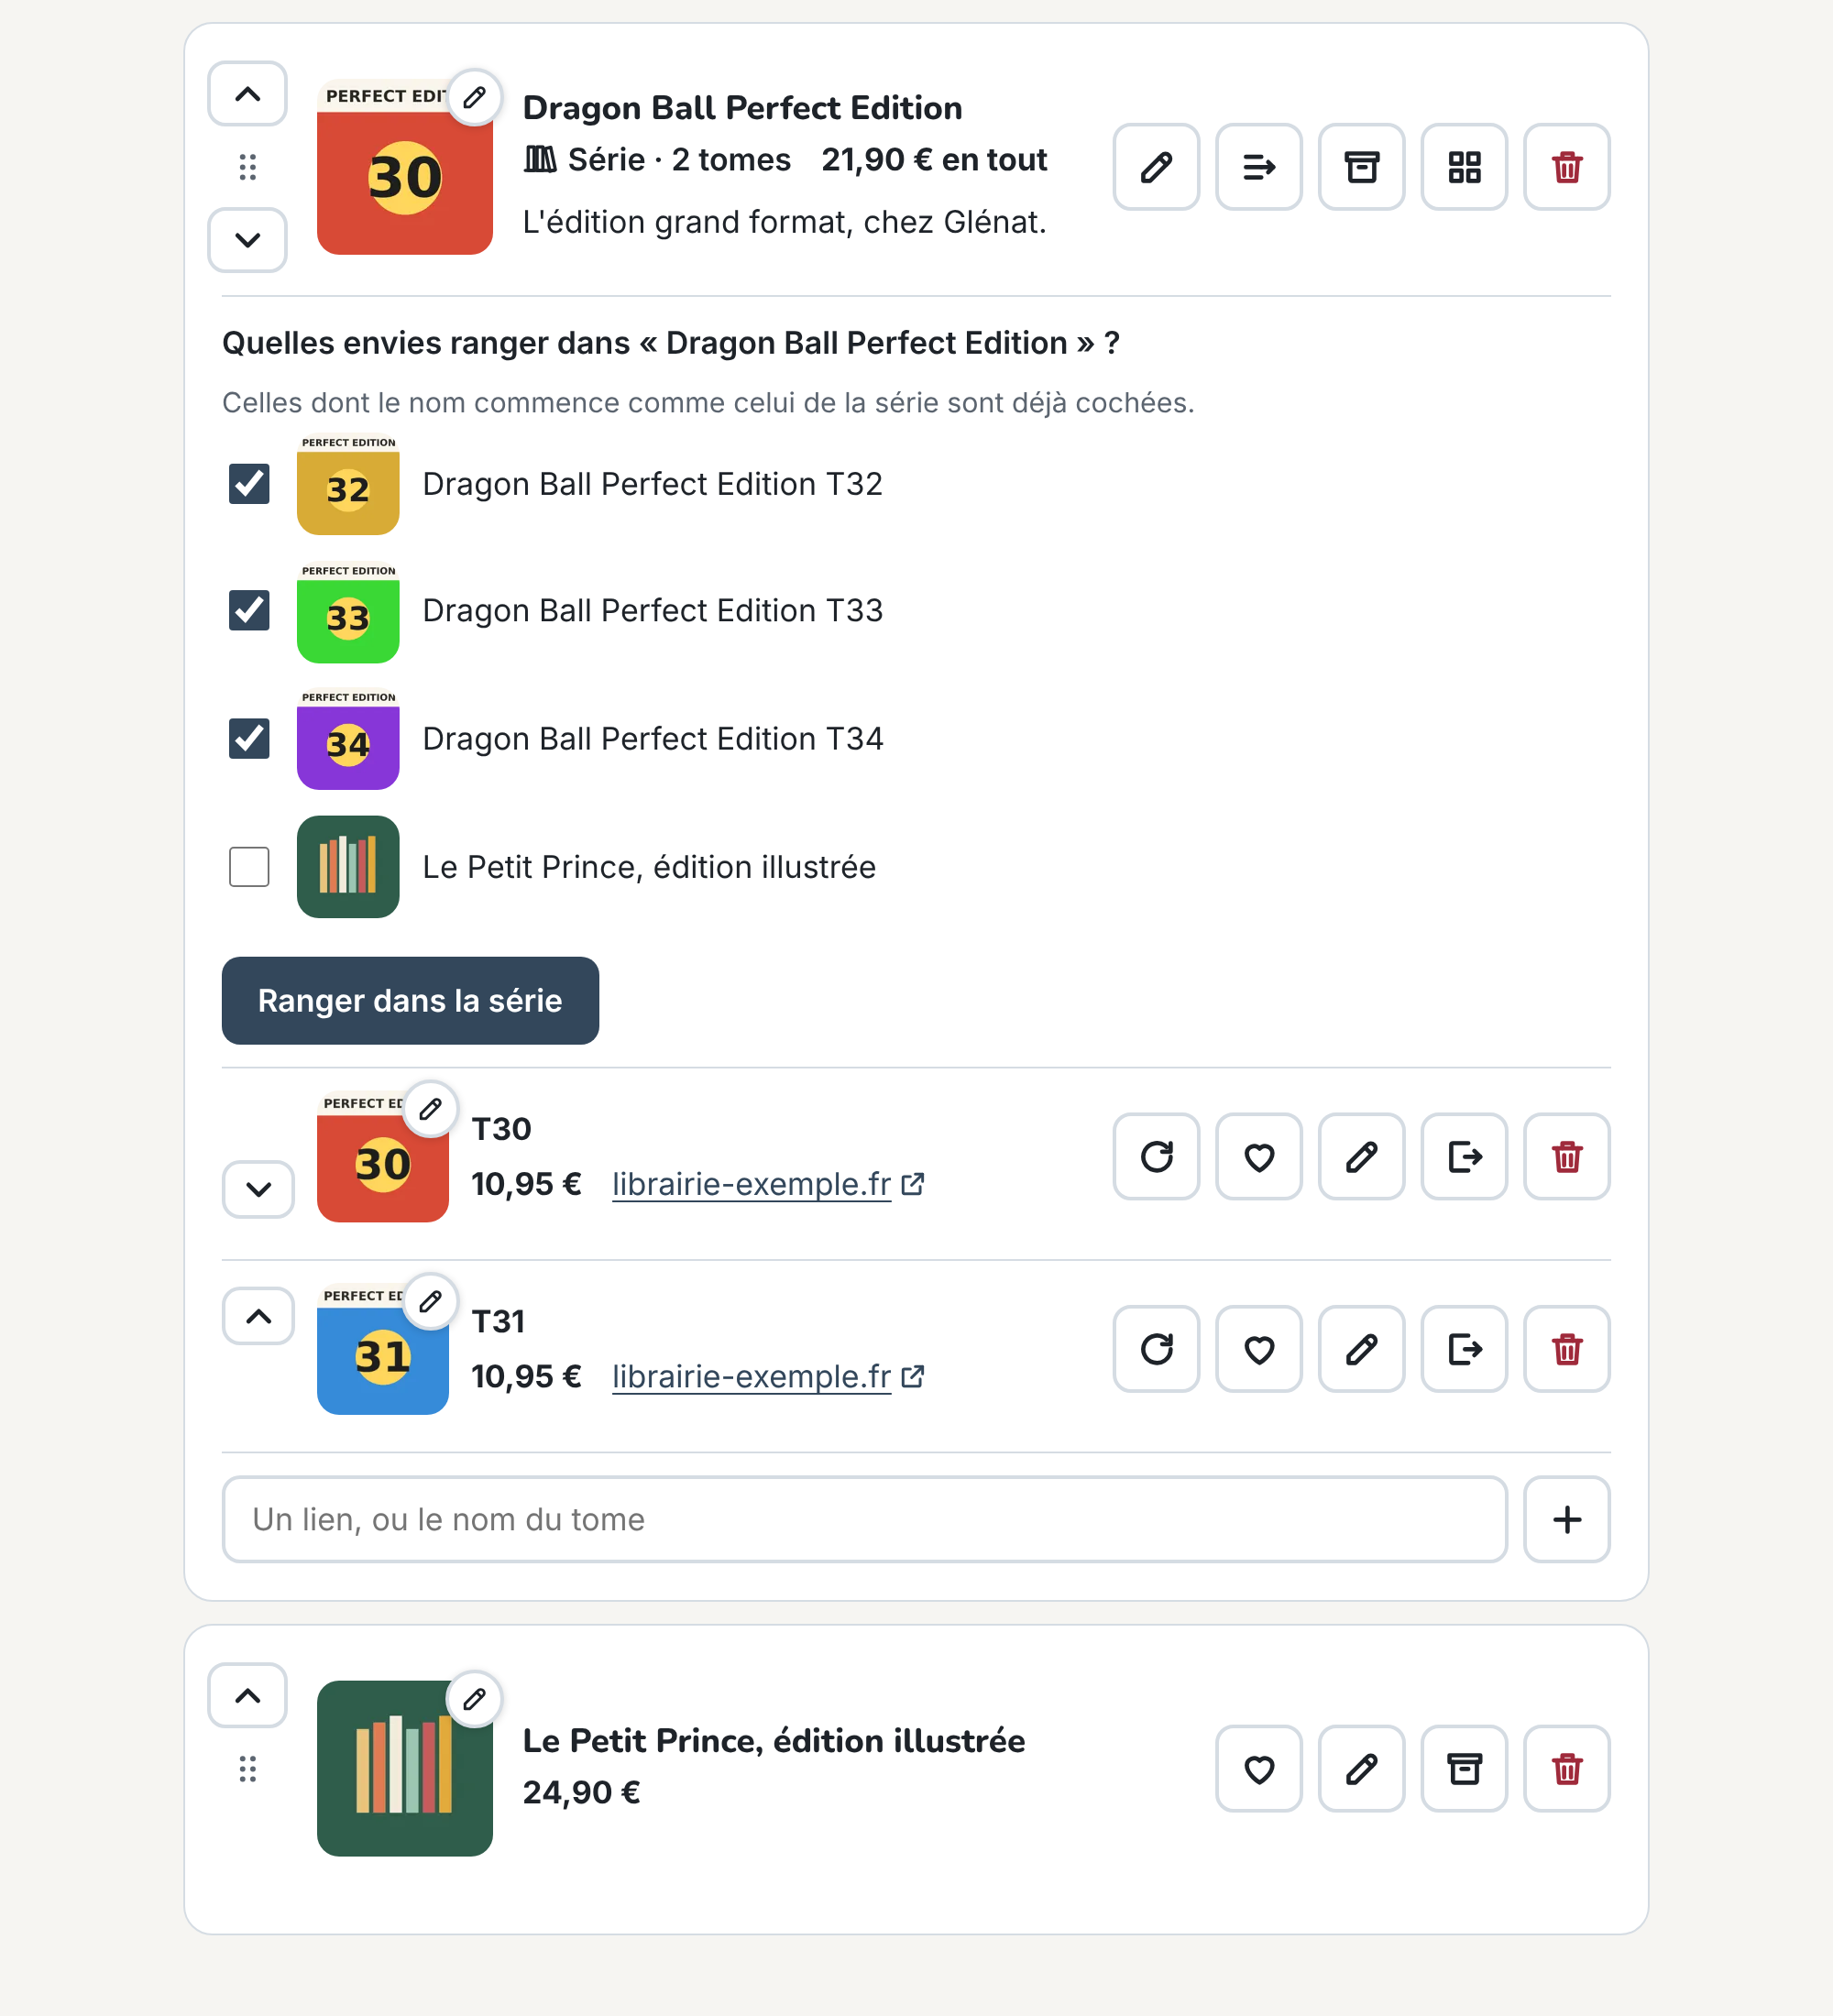 PERFECT EDIT
30
Dragon Ball Perfect Edition
Série · 2 tomes 21,90 € en tout
L'édition grand format, chez Glénat.
Quelles envies ranger dans « Dragon Ball Perfect Edition » ?
Celles dont le nom commence comme celui de la série sont déjà cochées.
PERFECT EDITION
32
Dragon Ball Perfect Edition T32
PERFECT EDITION
33
Dragon Ball Perfect Edition T33
PERFECT EDITION
34
Dragon Ball Perfect Edition T34
Le Petit Prince, édition illustrée
Ranger dans la série
PERFECT ED
30
T30
10,95 € librairie-exemple.fr
PERFECT ED
31
T31
10,95 € librairie-exemple.fr
Un lien, ou le nom du tome
Le Petit Prince, édition illustrée
24,90 €